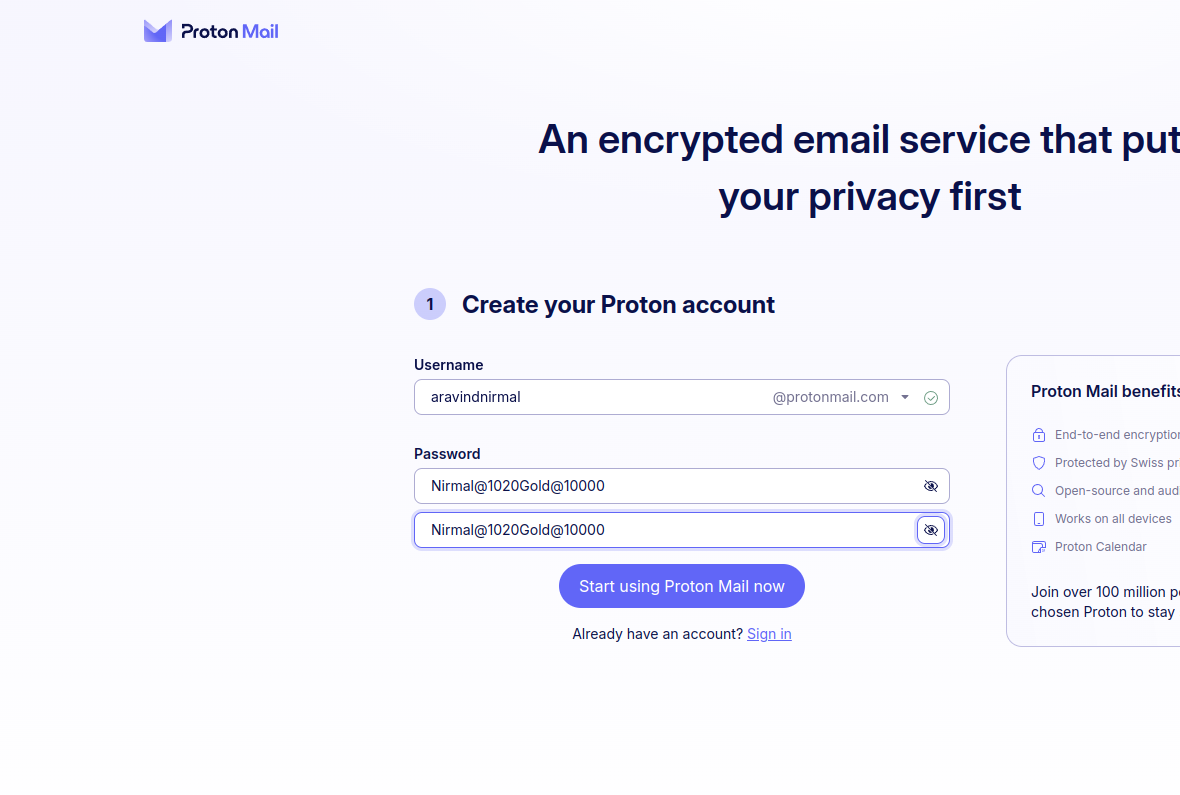 Proton Mail
An encrypted email service that put
your privacy first
1 Create your Proton account
Username
aravindnirmal @protonmail.com
Password
Nirmal@1020Gold@10000
Nirmal@1020Gold@10000
Start using Proton Mail now
Already have an account? Sign in
Proton Mail benefits
End-to-end encryption
Protected by Swiss pri
Open-source and aud
Works on all devices
Proton Calendar
Join over 100 million pe
chosen Proton to stay